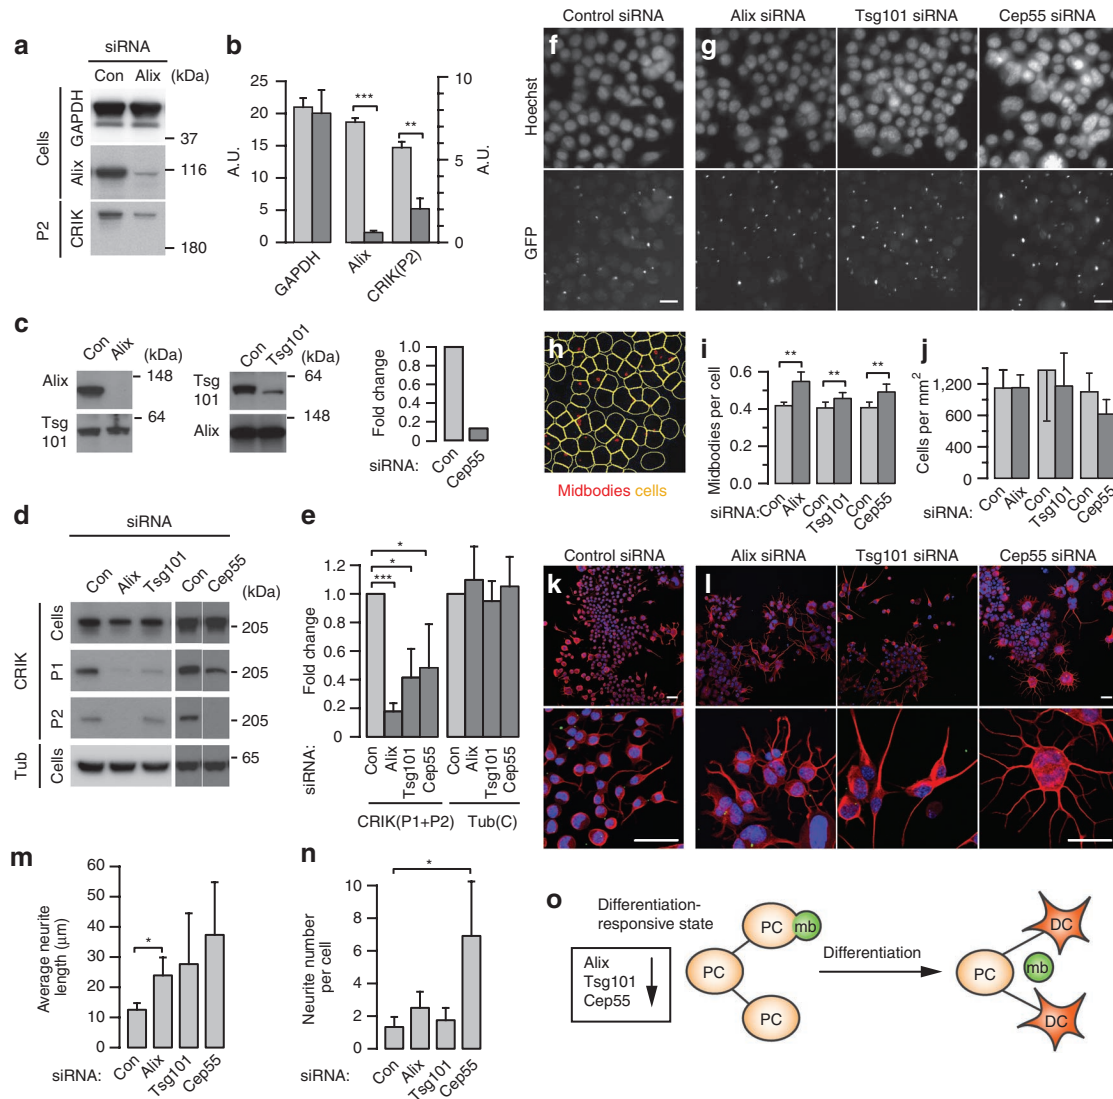 a
siRNA
Con Alix (kDa)
Cells
GAPDH
37
Alix
116
P2
CRIK
180
b
25
20
15
10
5
0
A.U.
10
5
0
A.U.
***
**
GAPDH
Alix
CRIK(P2)
c
Con Alix (kDa)
Alix
148
Tsg
101
64
Con Tsg101 (kDa)
Tsg
101
64
Alix
148
Fold change
1.0
0.8
0.6
0.4
0.2
0.0
siRNA:
Con
Cep55
d
siRNA
Con Alix Tsg101 Con Cep55 (kDa)
CRIK
Cells
205
P1
205
P2
205
Tub
Cells
65
e
Fold change
1.2
1.0
0.8
0.6
0.4
0.2
0
*
*
***
siRNA:
Con Alix Tsg101 Cep55 Con Alix Tsg101 Cep55
CRIK(P1+P2) Tub(C)
Control siRNA Alix siRNA Tsg101 siRNA Cep55 siRNA
f
g
Hoechst
GFP
h
Midbodies cells
i
Midbodies per cell
0.6
0.4
0.2
0.0
** ** **
siRNA: Con Alix Con Tsg101 Con Cep55
j
Cells per mm2
1,200
600
400
0
siRNA: Con Alix Con Tsg101 Con Cep55
Control siRNA Alix siRNA Tsg101 siRNA Cep55 siRNA
k
l
m
Average neurite
length (µm)
60
50
40
30
20
10
0
*
siRNA: Con Alix Tsg101 Cep55
n
Neurite number
per cell
10
8
6
4
2
0
*
siRNA: Con Alix Tsg101 Cep55
o
Differentiation-
responsive state
Alix
Tsg101
Cep55
PC mb
PC
PC
Differentiation
DC
PC mb
DC